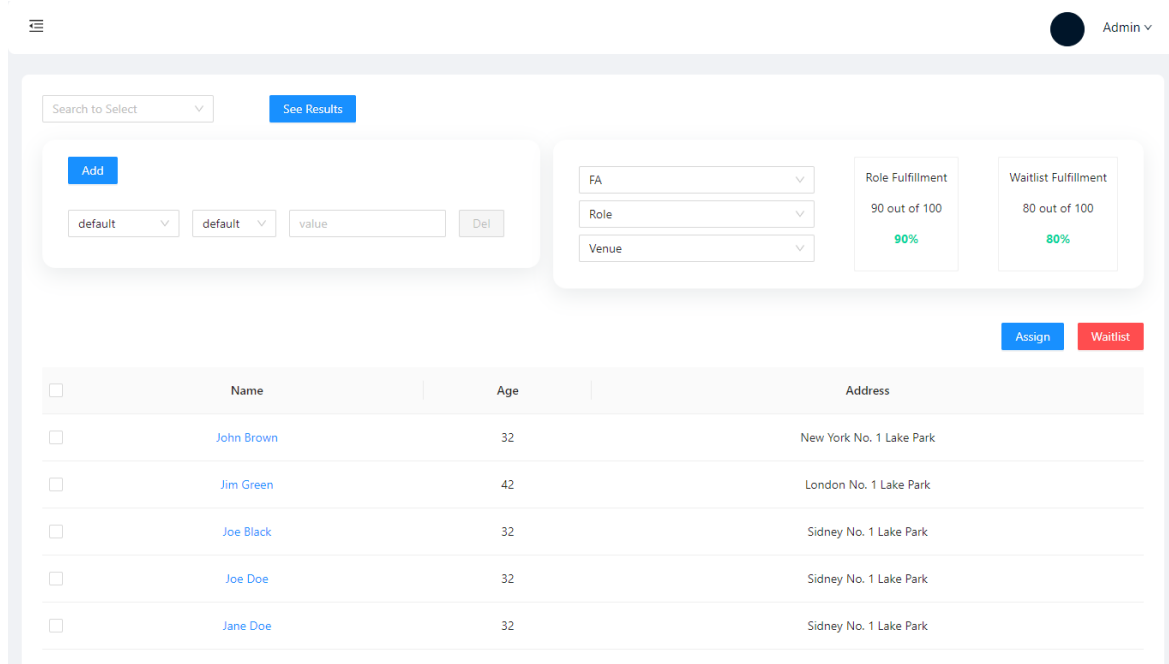 Admin
Search to Select
See Results
Add
default default value Del
FA
Role
Venue
Role Fulfillment
90 out of 100
90%
Waitlist Fulfillment
80 out of 100
80%
Assign Waitlist
Name Age Address
John Brown 32 New York No. 1 Lake Park
Jim Green 42 London No. 1 Lake Park
Joe Black 32 Sidney No. 1 Lake Park
Joe Doe 32 Sidney No. 1 Lake Park
Jane Doe 32 Sidney No. 1 Lake Park